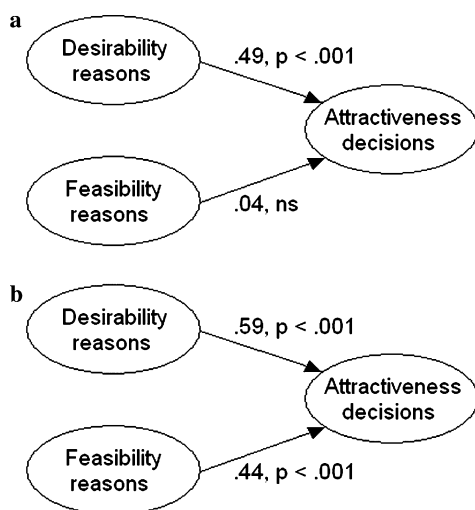 a
Desirability
reasons
.49, p < .001
Attractiveness
decisions
Feasibility
reasons
.04, ns
b
Desirability
reasons
.59, p < .001
Attractiveness
decisions
Feasibility
reasons
.44, p < .001